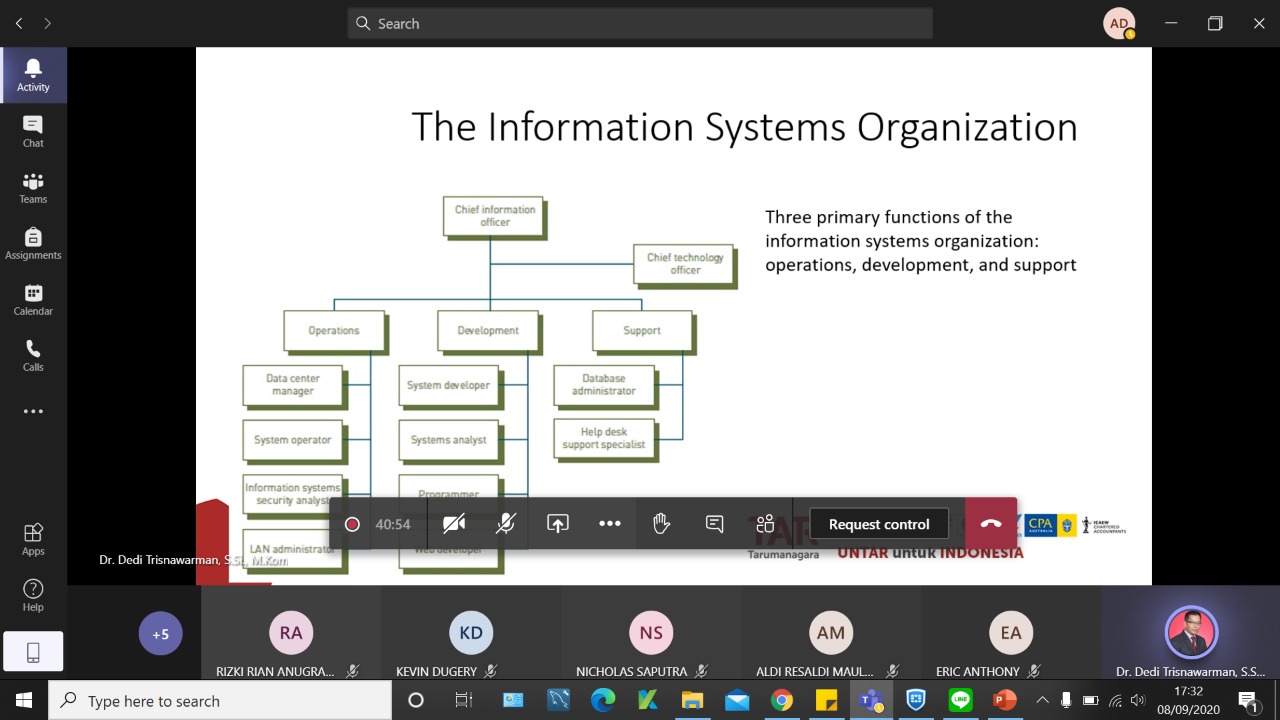 Search
AD
Activity
Chat
Teams
Assignments
Calendar
Calls
Apps
Help
The Information Systems Organization
Chief information
officer
Chief technology
officer
Three primary functions of the
information systems organization:
operations, development, and support
Operations
Development
Support
Data center
manager
System developer
Database
administrator
System operator
Systems analyst
Help desk
support specialist
Information systems
security analyst
Programmer
LAN administrator
Web developer
40:54
Request control
TAR
Tarumanagara
UNTAR untuk INDONESIA
CPA
AUSTRALIA
ICAEW
CHARTERED
ACCOUNTANTS
Dr. Dedi Trisnawarman, S.Si., M.Kom
+5
RA
KD
NS
AM
EA
RIZKI RIAN ANUGRA...
KEVIN DUGERY
NICHOLAS SAPUTRA
ALDI RESALDI MAUL...
ERIC ANTHONY
Dr. Dedi Trisnawarman, S.S...
Type here to search
17:32
08/09/2020
1